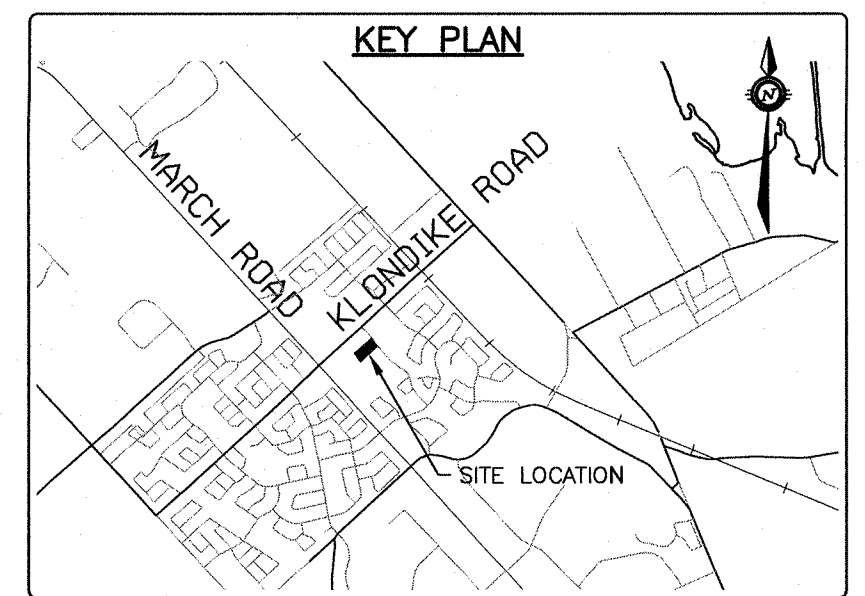 KEY PLAN
N
MARCH ROAD
KLONDIKE ROAD
SITE LOCATION